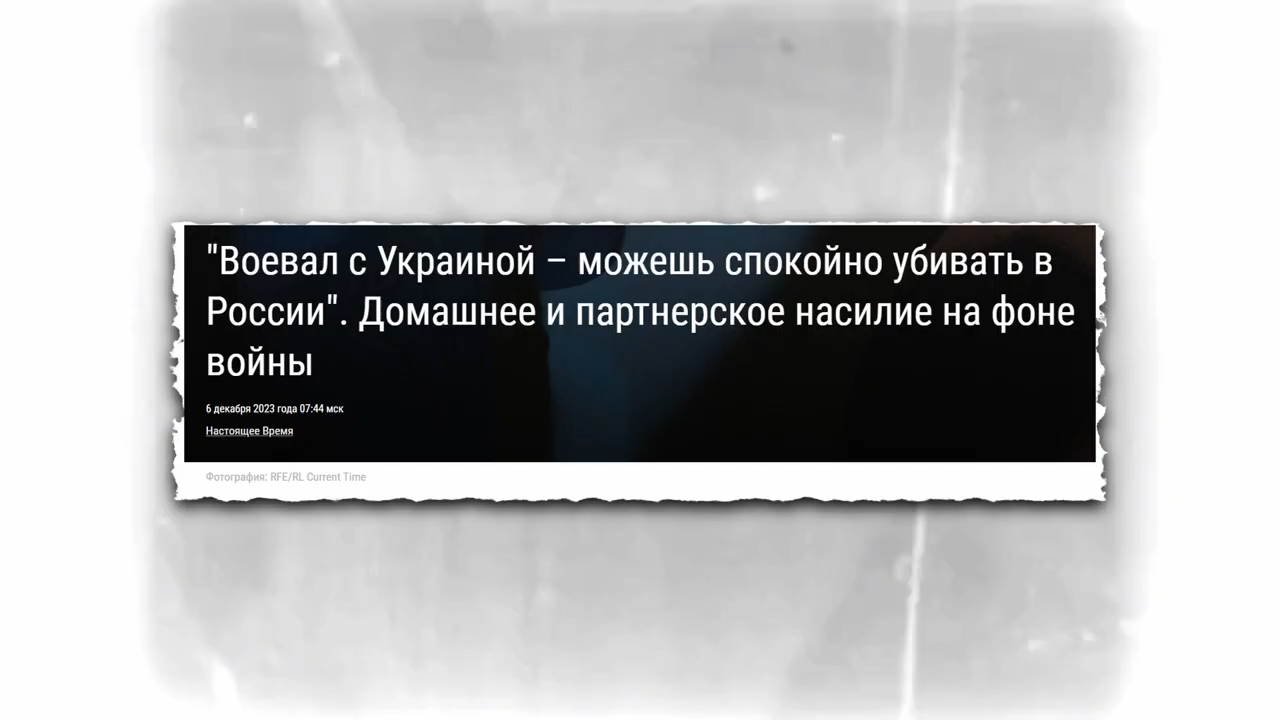 "Воевал с Украиной – можешь спокойно убивать в
России". Домашнее и партнерское насилие на фоне
войны
6 декабря 2023 года 07:44 мск
Настоящее Время
Фотография: RFE/RL Current Time